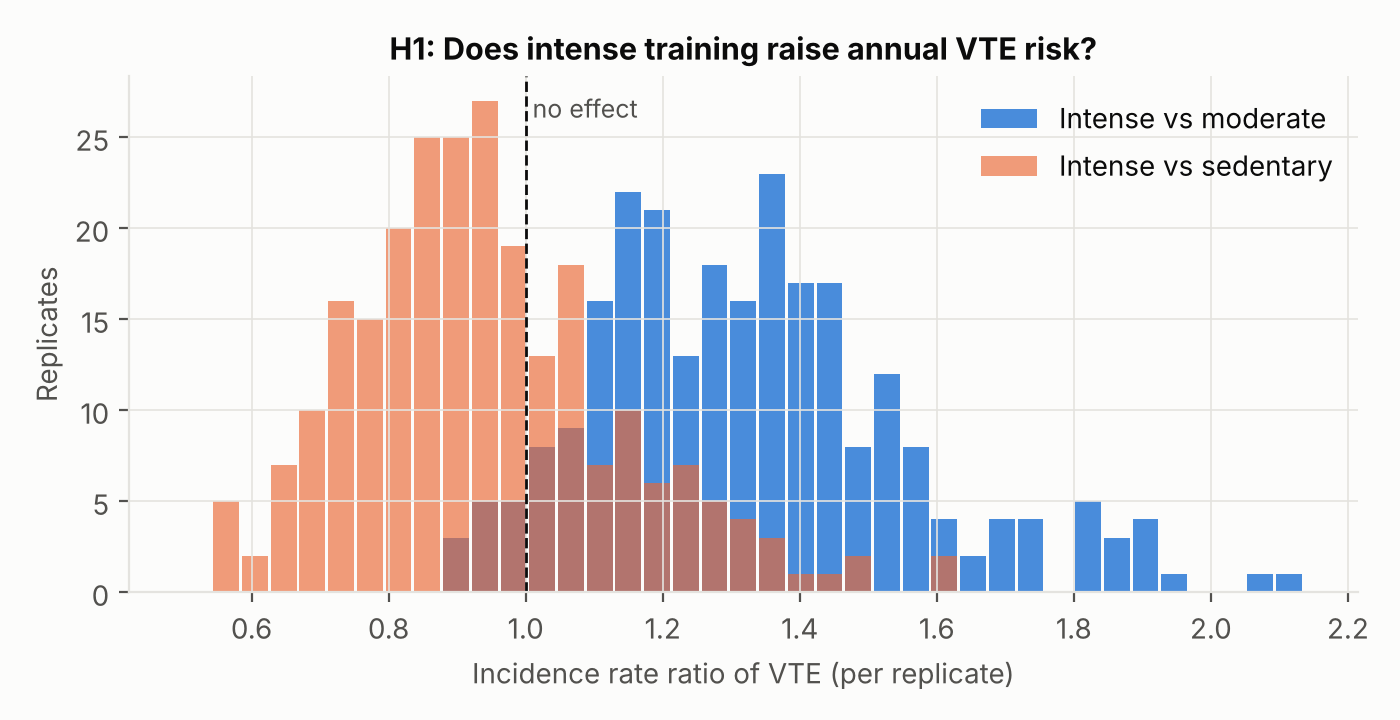 H1: Does intense training raise annual VTE risk?
no effect
Intense vs moderate
Intense vs sedentary
Replicates
25
20
15
10
5
0
0.6 0.8 1.0 1.2 1.4 1.6 1.8 2.0 2.2
Incidence rate ratio of VTE (per replicate)